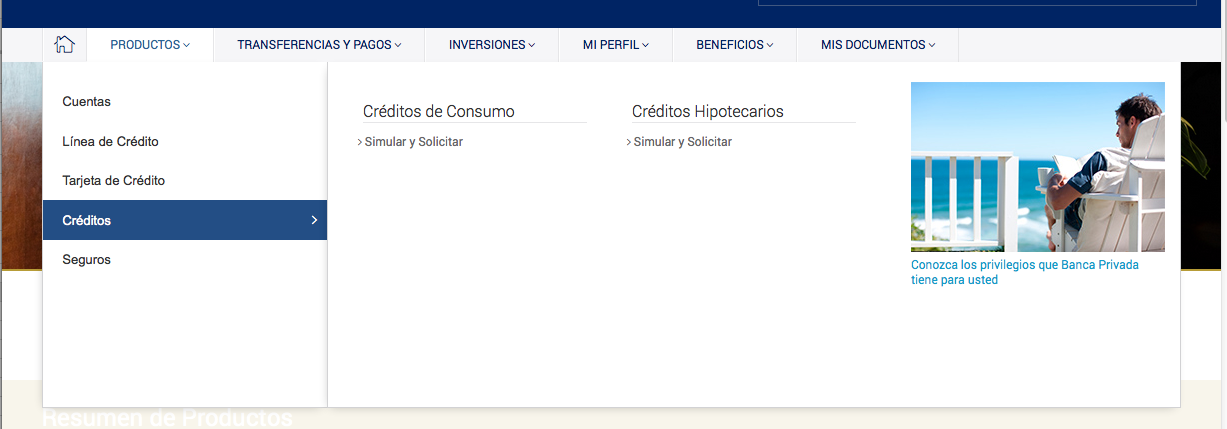 PRODUCTOS
TRANSFERENCIAS Y PAGOS
INVERSIONES
MI PERFIL
BENEFICIOS
MIS DOCUMENTOS
Cuentas
Línea de Crédito
Tarjeta de Crédito
Créditos
Seguros
Créditos de Consumo
Simular y Solicitar
Créditos Hipotecarios
Simular y Solicitar
Conozca los privilegios que Banca Privada
tiene para usted
Resumen de Productos